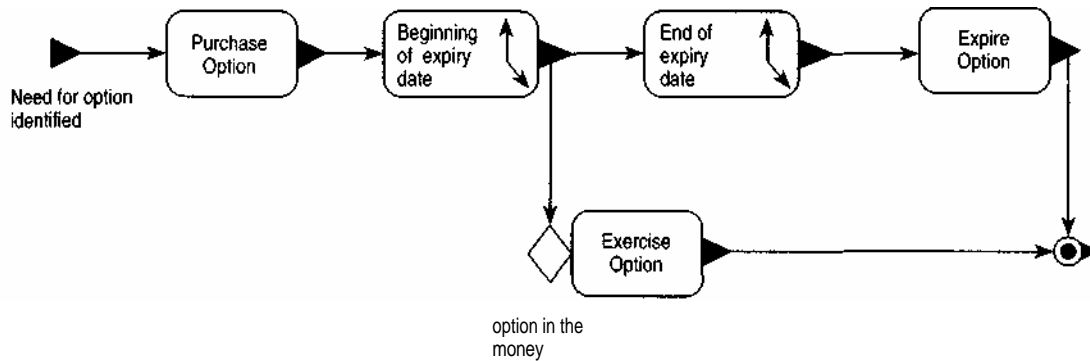 Need for option
identified
Purchase
Option
Beginning
of expiry
date
End of
expiry
date
Expire
Option
Exercise
Option
option in the
money